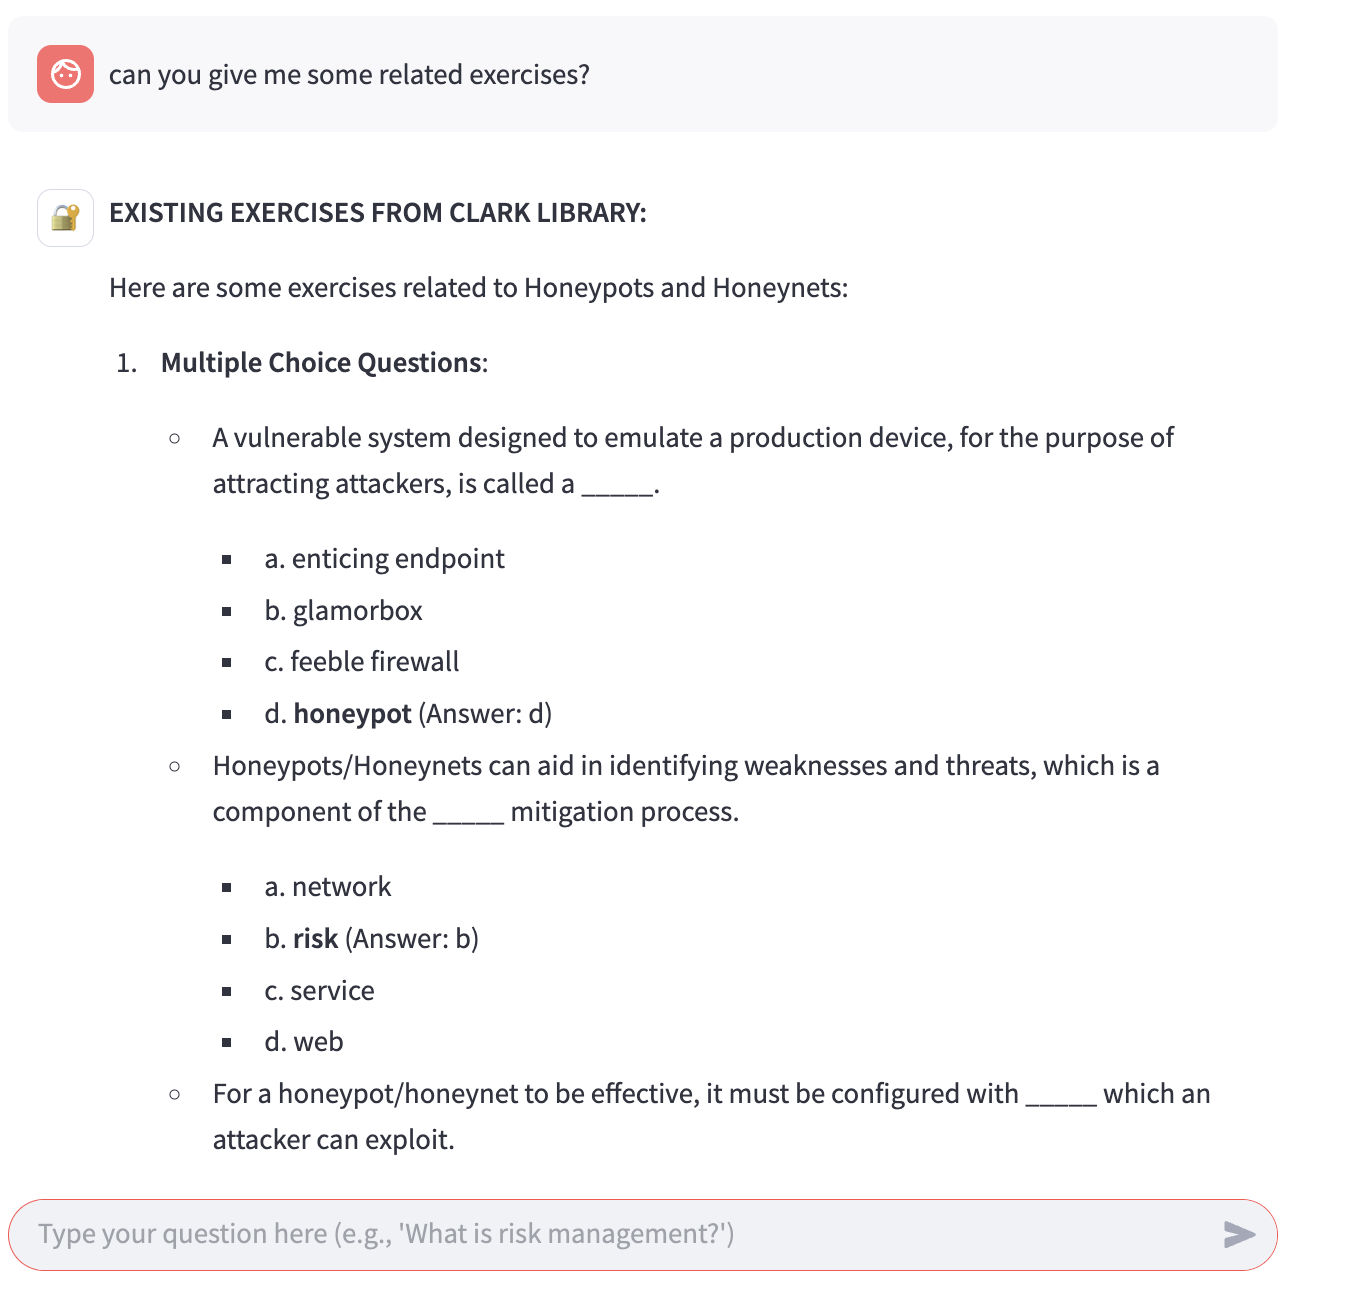 can you give me some related exercises?
EXISTING EXERCISES FROM CLARK LIBRARY:
Here are some exercises related to Honeypots and Honeynets:
1. Multiple Choice Questions:
A vulnerable system designed to emulate a production device, for the purpose of
attracting attackers, is called a _____.
a. enticing endpoint
b. glamorbox
c. feeble firewall
d. honeypot (Answer: d)
Honeypots/Honeynets can aid in identifying weaknesses and threats, which is a
component of the _____ mitigation process.
a. network
b. risk (Answer: b)
c. service
d. web
For a honeypot/honeynet to be effective, it must be configured with _____ which an
attacker can exploit.
Type your question here (e.g., 'What is risk management?')